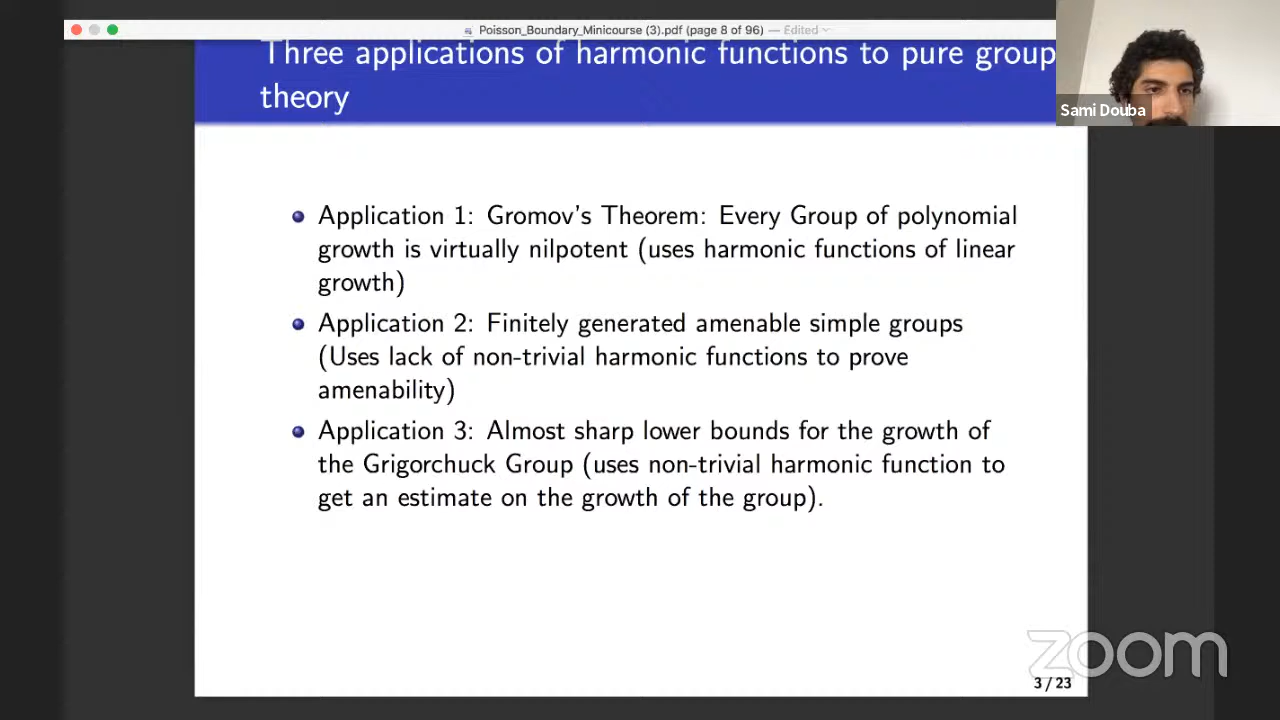 Poisson_Boundary_Minicourse (3).pdf (page 8 of 96) — Edited
Three applications of harmonic functions to pure group
theory
Sami Douba
Application 1: Gromov's Theorem: Every Group of polynomial
growth is virtually nilpotent (uses harmonic functions of linear
growth)
Application 2: Finitely generated amenable simple groups
(Uses lack of non-trivial harmonic functions to prove
amenability)
Application 3: Almost sharp lower bounds for the growth of
the Grigorchuck Group (uses non-trivial harmonic function to
get an estimate on the growth of the group).
zoom
3 / 23